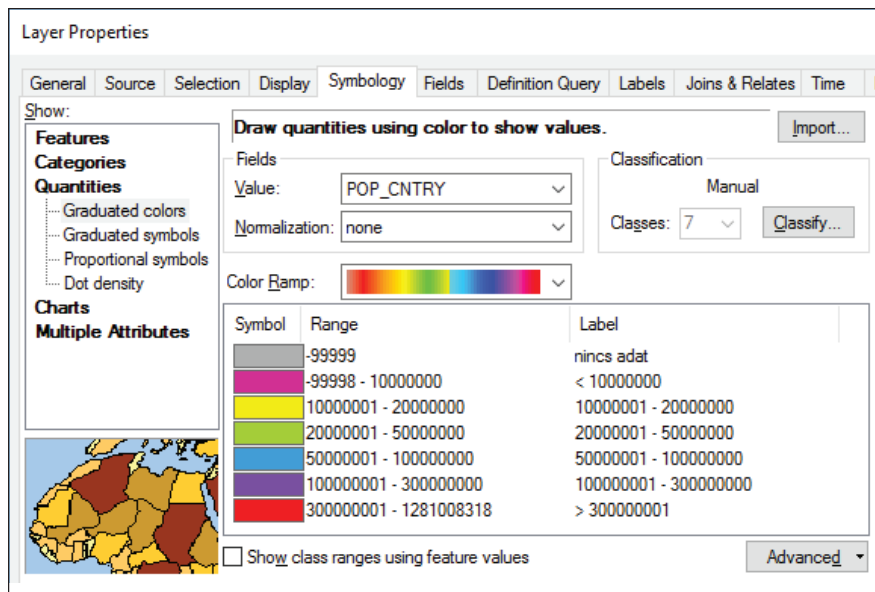 Layer Properties
General Source Selection Display Symbology Fields Definition Query Labels Joins & Relates Time
Show:
Features
Categories
Quantities
Graduated colors
Graduated symbols
Proportional symbols
Dot density
Charts
Multiple Attributes
Draw quantities using color to show values.
Import...
Fields
Value: POP_CNTRY
Normalization: none
Classification
Manual
Classes: 7 Classify...
Color Ramp:
Symbol Range Label
-99999 nincs adat
-99998 - 10000000 < 10000000
10000001 - 20000000 10000001 - 20000000
20000001 - 50000000 20000001 - 50000000
50000001 - 100000000 50000001 - 100000000
100000001 - 300000000 100000001 - 300000000
300000001 - 1281008318 > 300000001
Show class ranges using feature values
Advanced